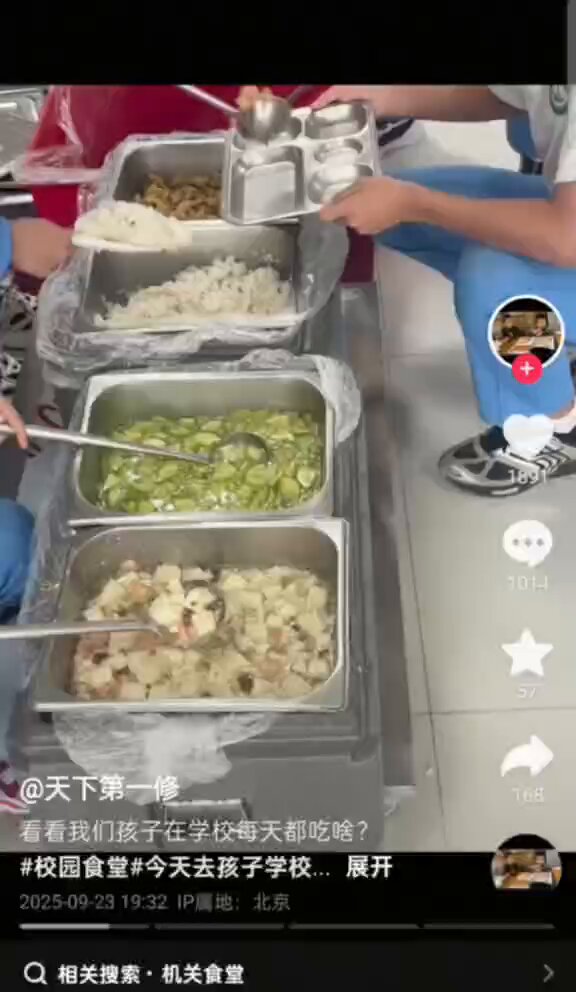 1891
1014
57
168
@天下第一修
看看我们孩子在学校每天都吃啥?
#校园食堂#今天去孩子学校... 展开
2025-09-23 19:32 IP属地：北京
相关搜索· 机关食堂